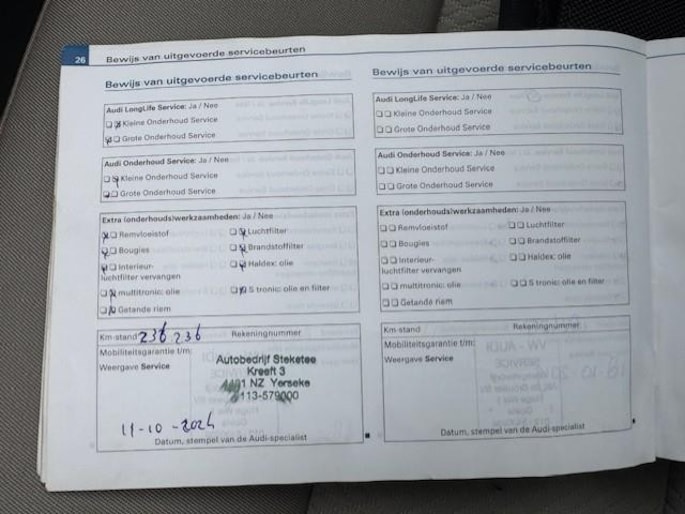 26 Bewijs van uitgevoerde servicebeurten
Bewijs van uitgevoerde servicebeurten
Audi LongLife Service: Ja / Nee
Kleine Onderhoud Service
Grote Onderhoud Service
Audi Onderhoud Service: Ja / Nee
Kleine Onderhoud Service
Grote Onderhoud Service
Extra (onderhouds)werkzaamheden: Ja / Nee
Remvloeistof Luchtfilter
Bougies Brandstoffilter
Interieur- Haldex: olie
luchtfilter vervangen
multitronic: olie S tronic: olie en filter
Getande riem
Km-stand 236 236 Rekeningnummer
Mobiliteitsgarantie t/m:
Weergave Service
Autobedrijf Steketee
Kreeft 3
4401 NZ Yerseke
0113-579000
11-10-2024
Datum, stempel van de Audi-specialist
Bewijs van uitgevoerde servicebeurten
Audi LongLife Service: Ja / Nee
Kleine Onderhoud Service
Grote Onderhoud Service
Audi Onderhoud Service: Ja / Nee
Kleine Onderhoud Service
Grote Onderhoud Service
Extra (onderhouds)werkzaamheden: Ja / Nee
Remvloeistof Luchtfilter
Bougies Brandstoffilter
Interieur- Haldex: olie
luchtfilter vervangen
multitronic: olie S tronic: olie en filter
Getande riem
Km-stand Rekeningnummer
Mobiliteitsgarantie t/m:
Weergave Service
Datum, stempel van de Audi-specialist